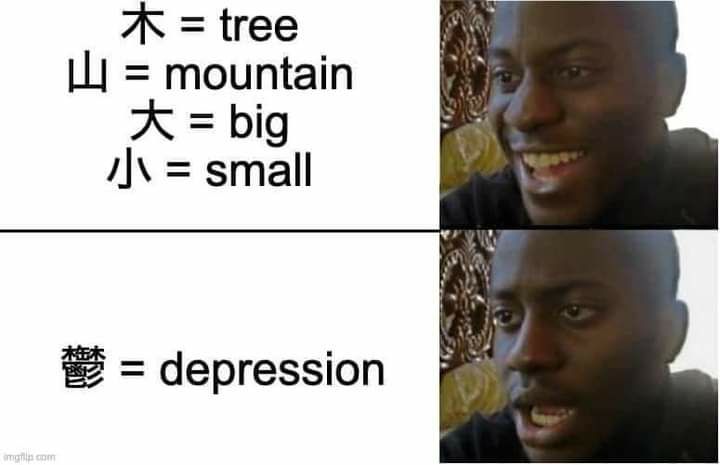 木 = tree
山 = mountain
大 = big
小 = small
鬱 = depression
imgflip.com